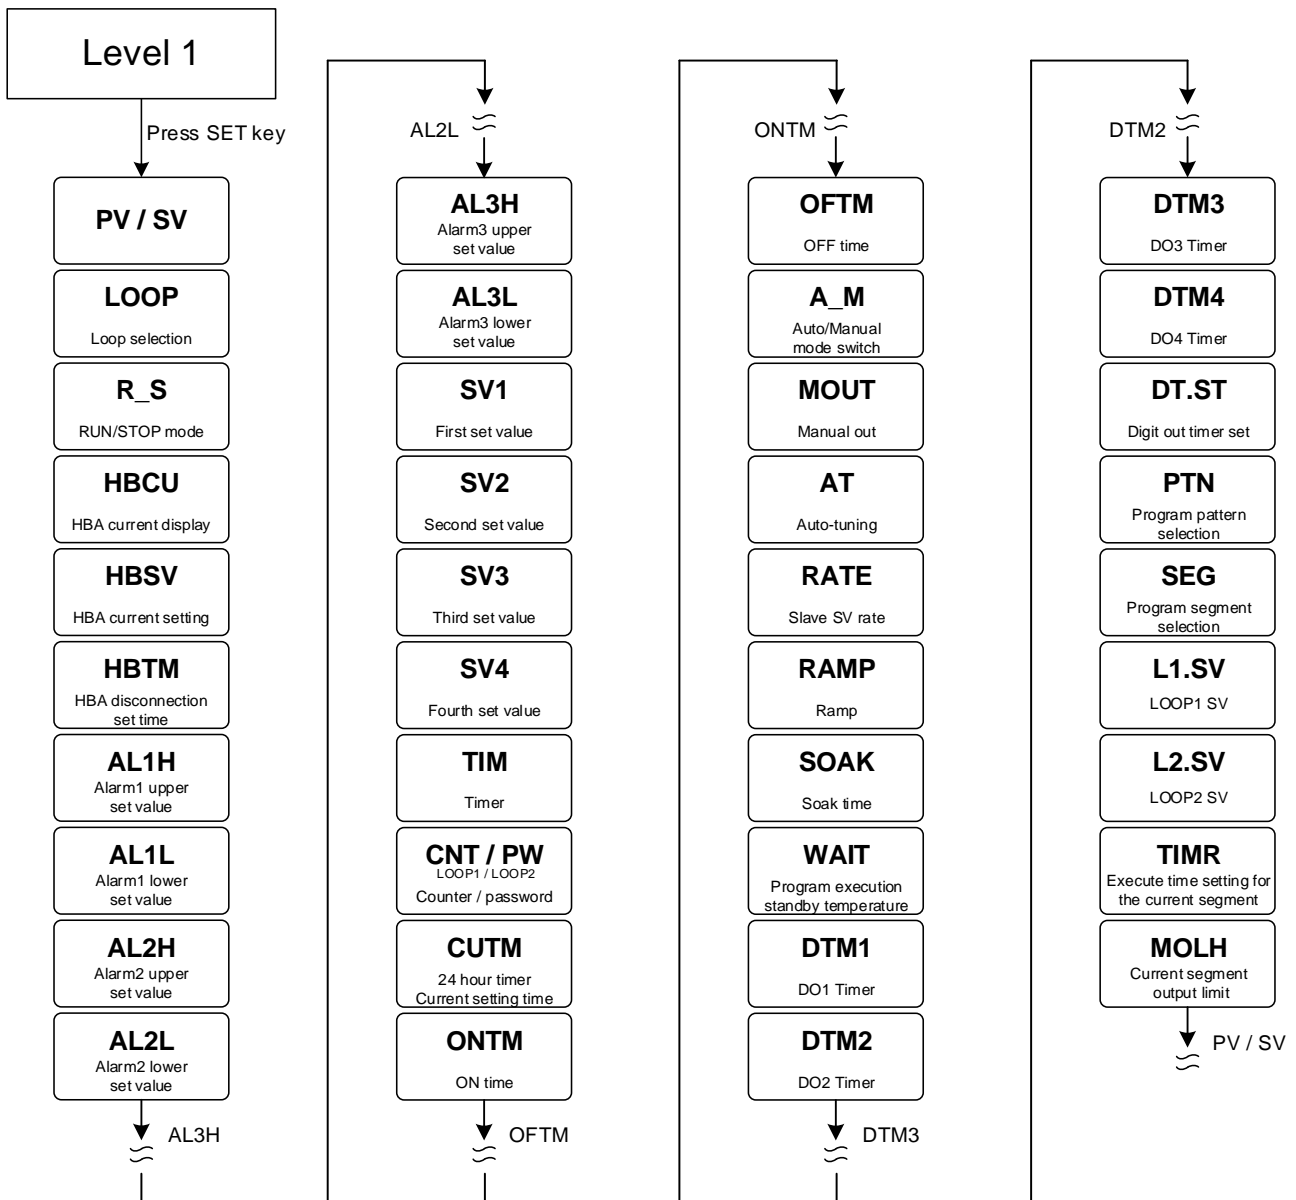 Level 1
Press SET key
PV / SV
LOOP
Loop selection
R_S
RUN/STOP mode
HBCU
HBA current display
HBSV
HBA current setting
HBTM
HBA disconnection
set time
AL1H
Alarm1 upper
set value
AL1L
Alarm1 lower
set value
AL2H
Alarm2 upper
set value
AL2L
Alarm2 lower
set value
AL3H
AL2L
AL3H
Alarm3 upper
set value
AL3L
Alarm3 lower
set value
SV1
First set value
SV2
Second set value
SV3
Third set value
SV4
Fourth set value
TIM
Timer
CNT / PW
LOOP1 / LOOP2
Counter / password
CUTM
24 hour timer
Current setting time
ONTM
ON time
OFTM
ONTM
OFTM
OFF time
A_M
Auto/Manual
mode switch
MOUT
Manual out
AT
Auto-tuning
RATE
Slave SV rate
RAMP
Ramp
SOAK
Soak time
WAIT
Program execution
standby temperature
DTM1
DO1 Timer
DTM2
DO2 Timer
DTM3
DTM2
DTM3
DO3 Timer
DTM4
DO4 Timer
DT.ST
Digit out timer set
PTN
Program pattern
selection
SEG
Program segment
selection
L1.SV
LOOP1 SV
L2.SV
LOOP2 SV
TIMR
Execute time setting for
the current segment
MOLH
Current segment
output limit
PV / SV